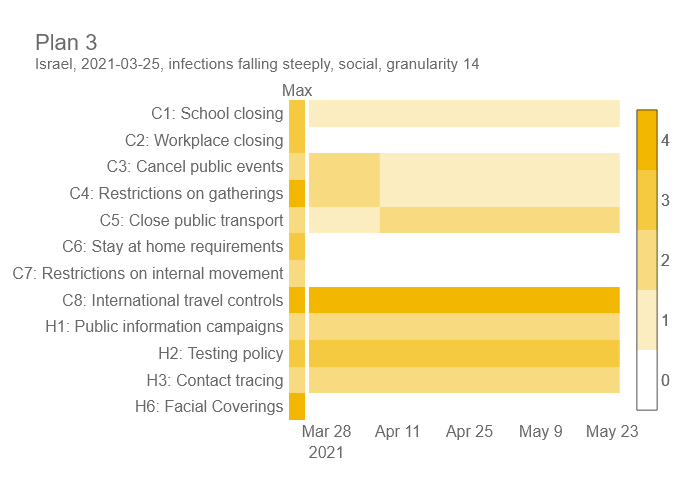 Plan 3
Israel, 2021-03-25, infections falling steeply, social, granularity 14
Max
C1: School closing
C2: Workplace closing
C3: Cancel public events
C4: Restrictions on gatherings
C5: Close public transport
C6: Stay at home requirements
C7: Restrictions on internal movement
C8: International travel controls
H1: Public information campaigns
H2: Testing policy
H3: Contact tracing
H6: Facial Coverings
Mar 28 Apr 11 Apr 25 May 9 May 23
2021
4
3
2
1
0